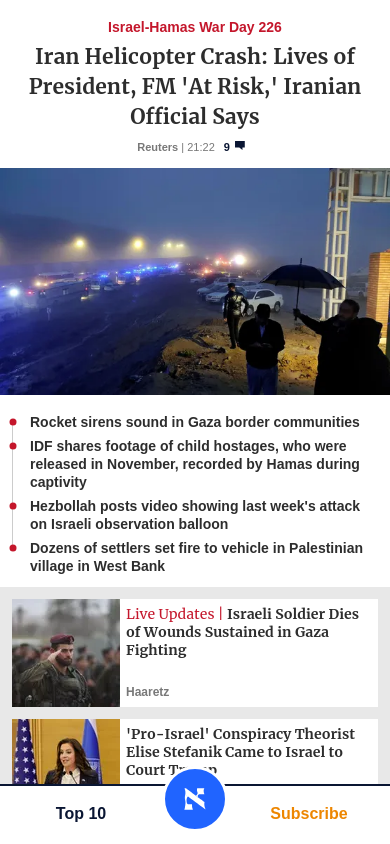 Israel-Hamas War Day 226
Iran Helicopter Crash: Lives of
President, FM 'At Risk,' Iranian
Official Says
Reuters | 21:22 9
Rocket sirens sound in Gaza border communities
IDF shares footage of child hostages, who were
released in November, recorded by Hamas during
captivity
Hezbollah posts video showing last week's attack
on Israeli observation balloon
Dozens of settlers set fire to vehicle in Palestinian
village in West Bank
Live Updates | Israeli Soldier Dies
of Wounds Sustained in Gaza
Fighting
Haaretz
'Pro-Israel' Conspiracy Theorist
Elise Stefanik Came to Israel to
Court Trump
Top 10
Subscribe